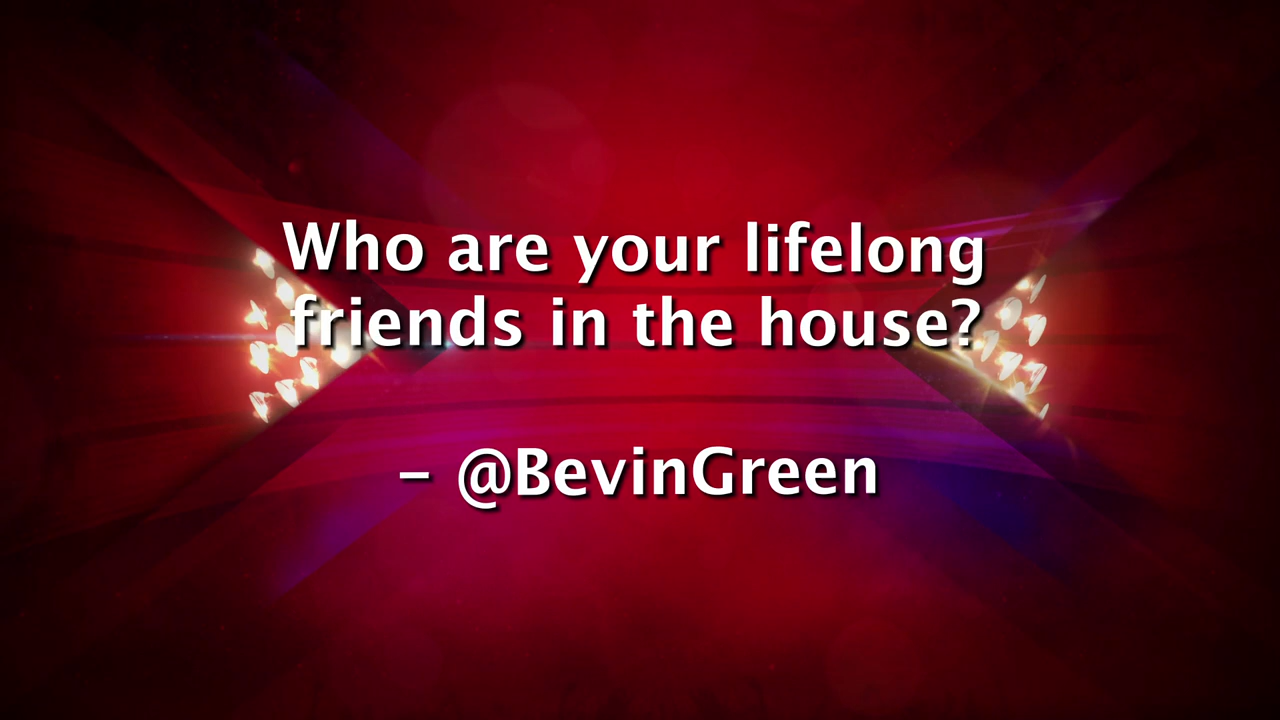 Who are your lifelong
friends in the house?
– @BevinGreen